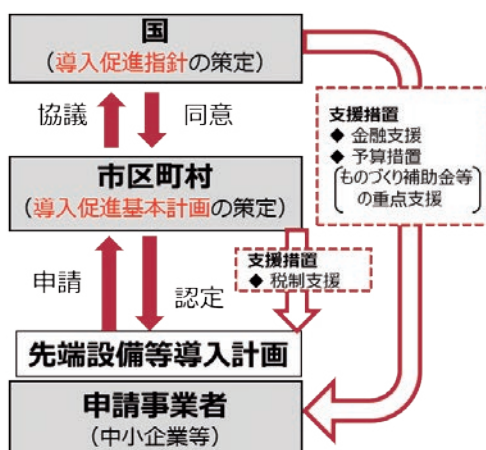 国
(導入促進指針の策定)
協議
同意
支援措置
◆ 金融支援
◆ 予算措置
(ものづくり補助金等
の重点支援)
市区町村
(導入促進基本計画の策定)
支援措置
◆ 税制支援
申請
認定
先端設備等導入計画
申請事業者
(中小企業等)